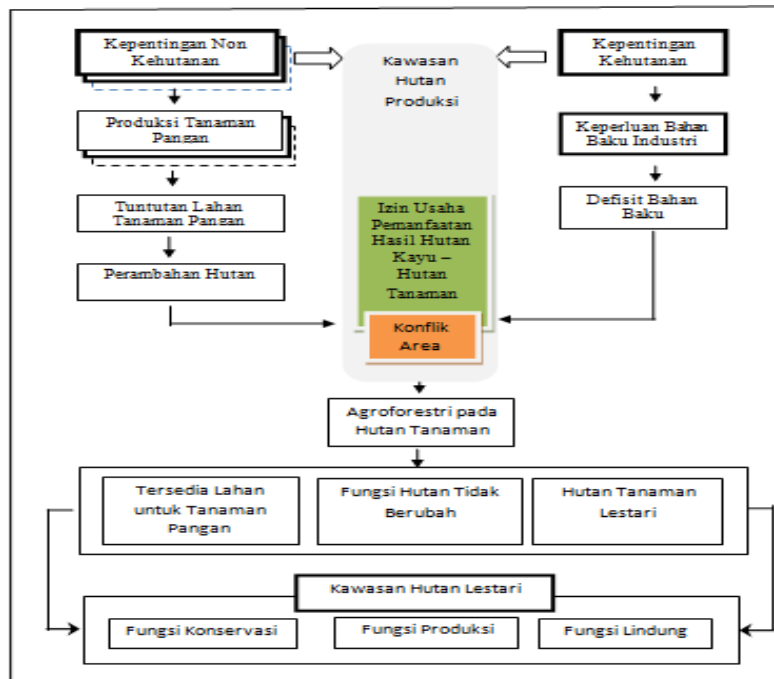 Kepentingan Non
Kehutanan
Kawasan
Hutan
Produksi
Kepentingan
Kehutanan
Produksi Tanaman
Pangan
Keperluan Bahan
Baku Industri
Tuntutan Lahan
Tanaman Pangan
Defisit Bahan
Baku
Perambahan Hutan
Izin Usaha
Pemanfaatan
Hasil Hutan
Kayu –
Hutan
Tanaman
Konflik
Area
Agroforestri pada
Hutan Tanaman
Tersedia Lahan
untuk Tanaman
Pangan
Fungsi Hutan Tidak
Berubah
Hutan Tanaman
Lestari
Kawasan Hutan Lestari
Fungsi Konservasi
Fungsi Produksi
Fungsi Lindung